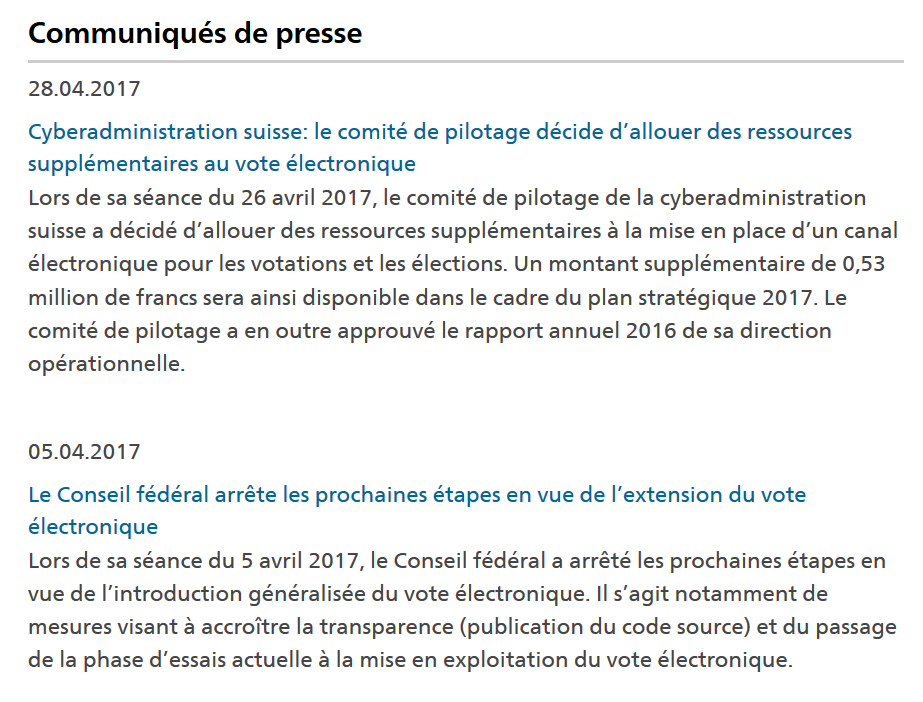 Communiqués de presse
28.04.2017
Cyberadministration suisse: le comité de pilotage décide d’allouer des ressources
supplémentaires au vote électronique
Lors de sa séance du 26 avril 2017, le comité de pilotage de la cyberadministration
suisse a décidé d’allouer des ressources supplémentaires à la mise en place d’un canal
électronique pour les votations et les élections. Un montant supplémentaire de 0,53
million de francs sera ainsi disponible dans le cadre du plan stratégique 2017. Le
comité de pilotage a en outre approuvé le rapport annuel 2016 de sa direction
opérationnelle.
05.04.2017
Le Conseil fédéral arrête les prochaines étapes en vue de l’extension du vote
électronique
Lors de sa séance du 5 avril 2017, le Conseil fédéral a arrêté les prochaines étapes en
vue de l’introduction généralisée du vote électronique. Il s’agit notamment de
mesures visant à accroître la transparence (publication du code source) et du passage
de la phase d’essais actuelle à la mise en exploitation du vote électronique.